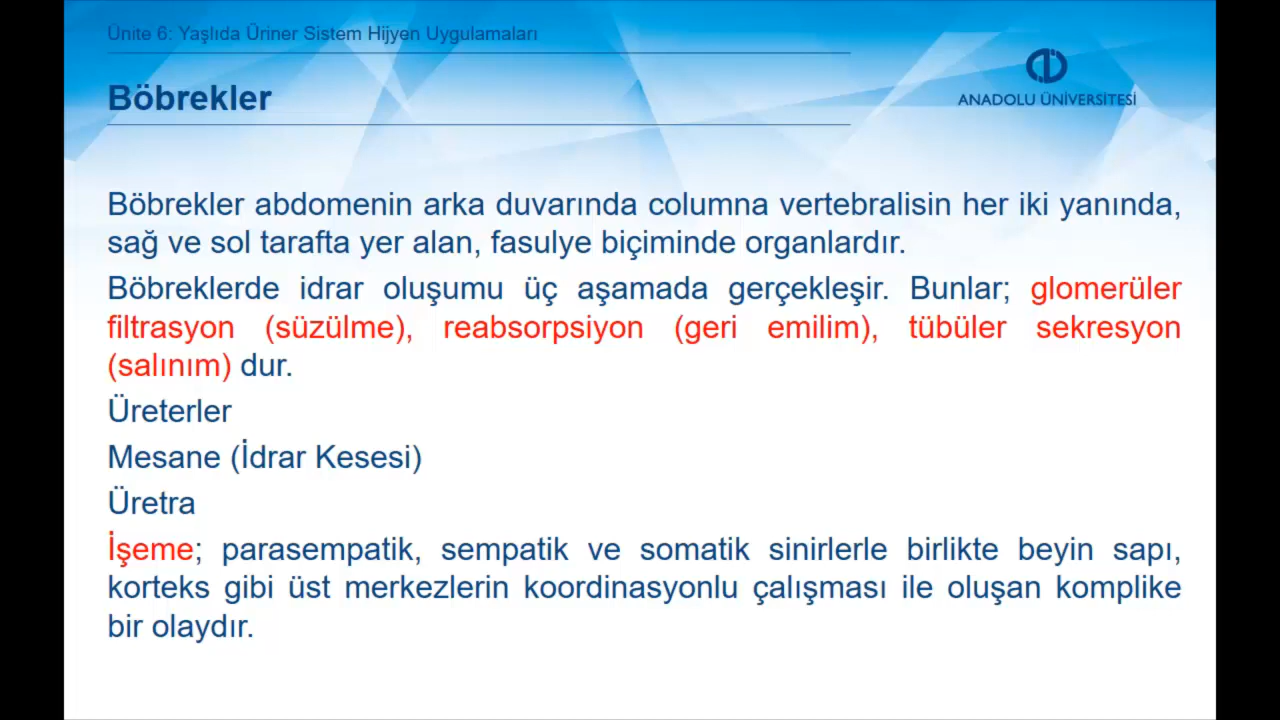 Ünite 6: Yaşlıda Üriner Sistem Hijyen Uygulamaları
Böbrekler
ANADOLU ÜNİVERSİTESİ
Böbrekler abdomenin arka duvarında columna vertebralisin her iki yanında,
sağ ve sol tarafta yer alan, fasulye biçiminde organlardır.
Böbreklerde idrar oluşumu üç aşamada gerçekleşir. Bunlar; glomerüler
filtrasyon (süzülme), reabsorpsiyon (geri emilim), tübüler sekresyon
(salınım) dur.
Üreterler
Mesane (İdrar Kesesi)
Üretra
İşeme; parasempatik, sempatik ve somatik sinirlerle birlikte beyin sapı,
korteks gibi üst merkezlerin koordinasyonlu çalışması ile oluşan komplike
bir olaydır.